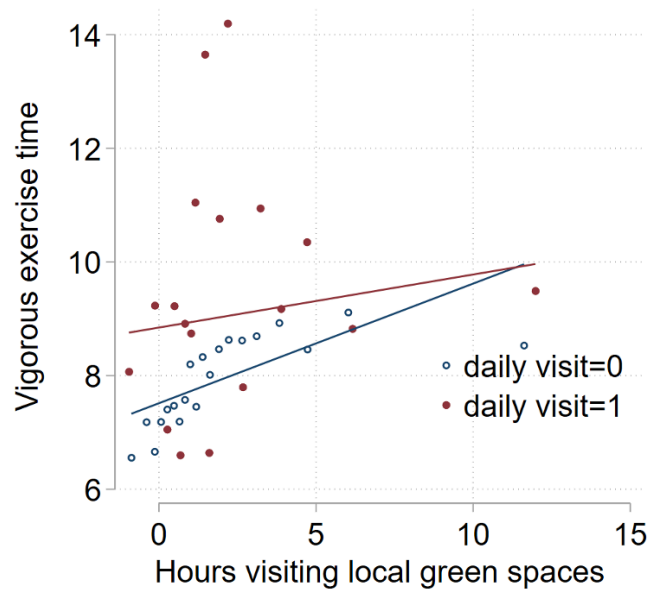 Vigorous exercise time
14
12
10
8
6
daily visit=0
daily visit=1
0 5 10 15
Hours visiting local green spaces